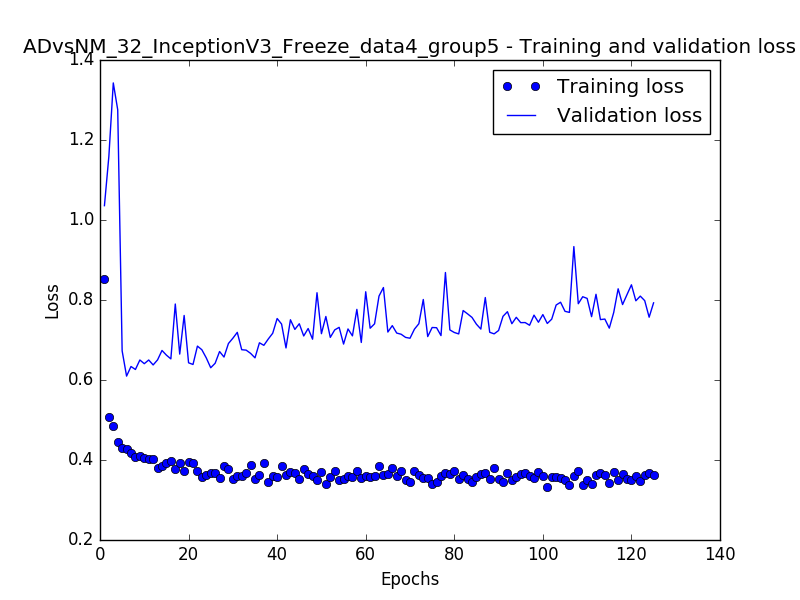 ADvsNM_32_InceptionV3_Freeze_data4_group5 - Training and validation loss
1.4
Training loss
Validation loss
1.2
1.0
0.8
0.6
0.4
0.2
Loss
0 20 40 60 80 100 120 140
Epochs